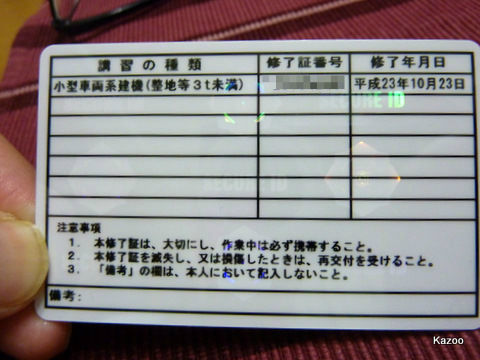 講習の種類 修了証番号 修了年月日
小型車両系建機(整地等3t未満) 平成23年10月23日
SECURE ID
SECURE ID
注意事項
1. 本修了証は、大切にし、作業中は必ず携帯すること。
2. 本修了証を滅失し、又は損傷したときは、再交付を受けること。
3. 「備考」の欄は、本人において記入しないこと。
備考:
Kazoo